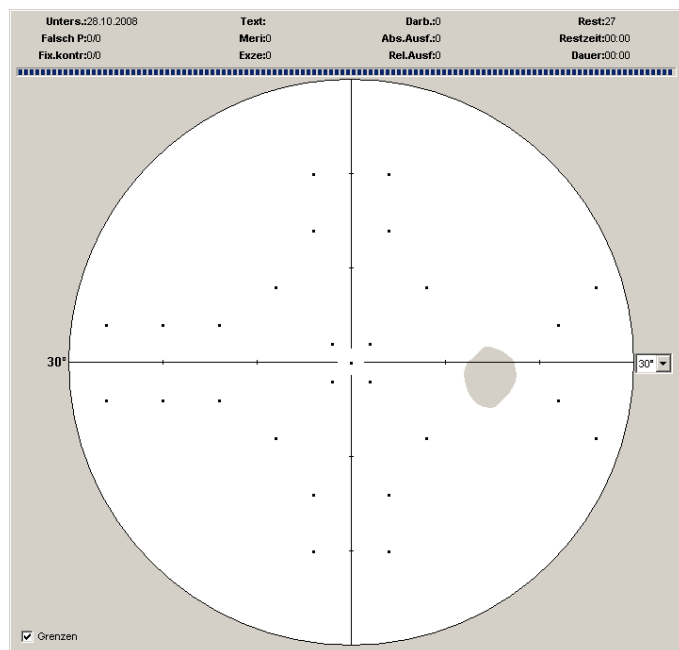 Unters.:28.10.2008 Text: Darb.:0 Rest:27
Falsch P:0/0 Meri:0 Abs.Ausf.:0 Restzeit:00:00
Fix.kontr:0/0 Exze:0 Rel.Ausf:0 Dauer:00:00
30° 30°
Grenzen